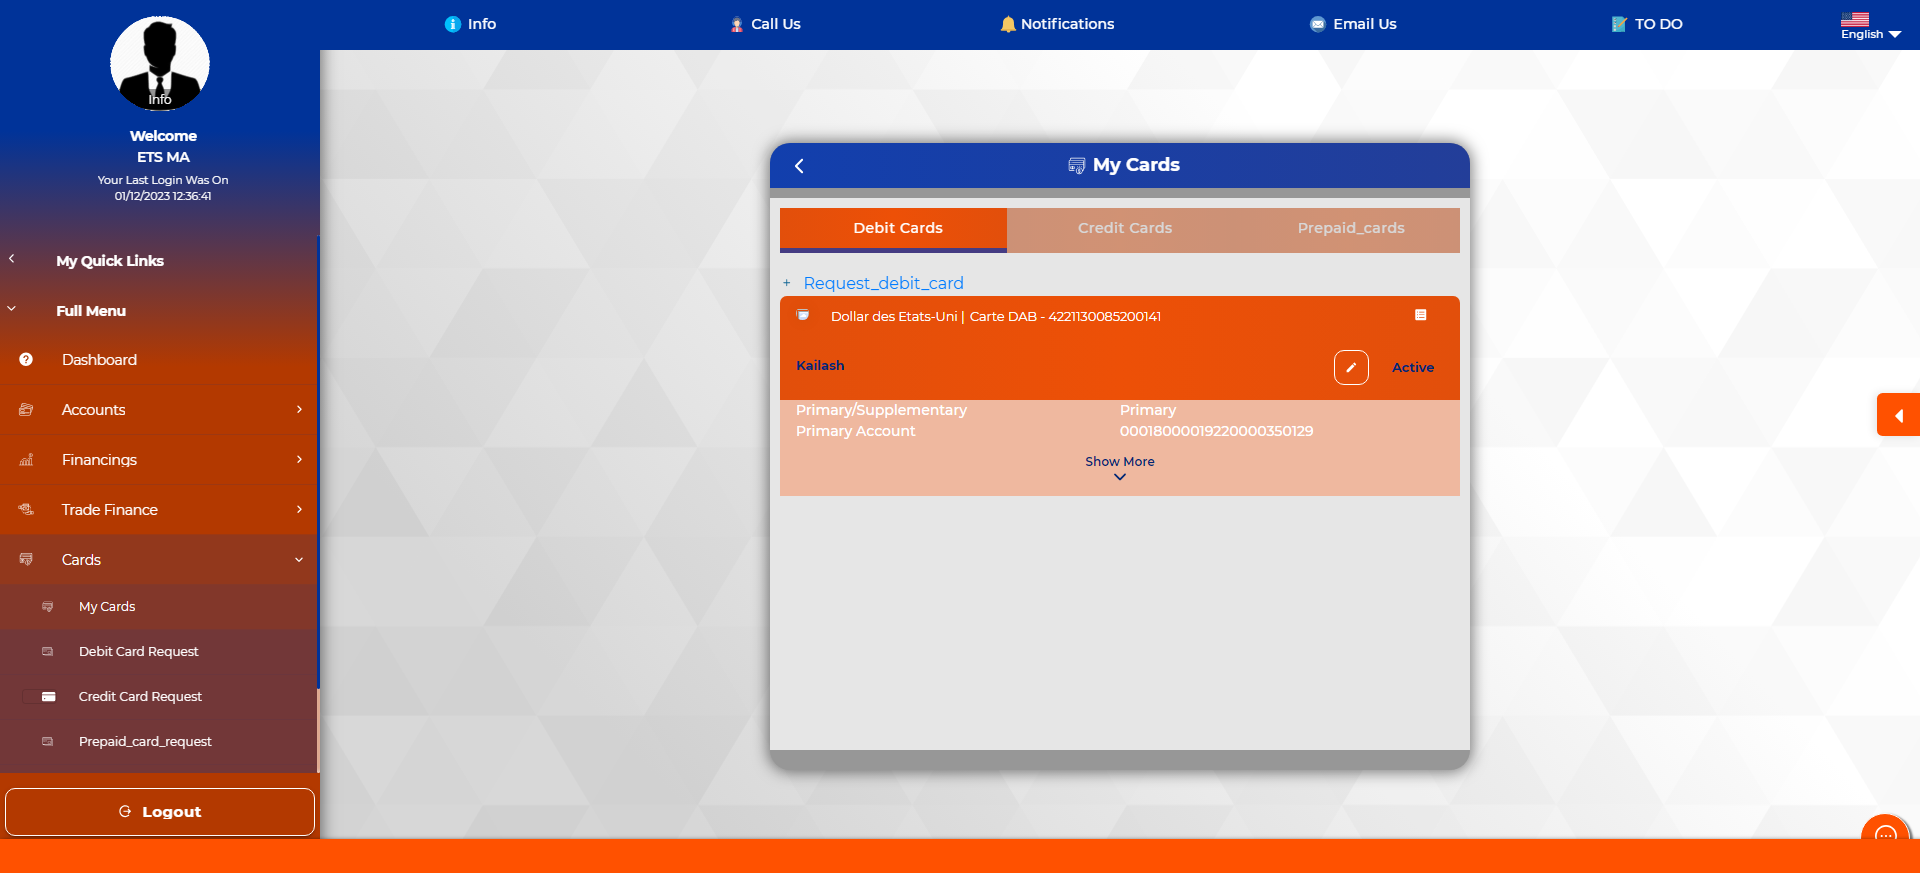 Info
Call Us
Notifications
Email Us
TO DO
English
Info
Welcome
ETS MA
Your Last Login Was On
01/12/2023 12:36:41
My Quick Links
Full Menu
Dashboard
Accounts
Financings
Trade Finance
Cards
My Cards
Debit Card Request
Credit Card Request
Prepaid_card_request
Logout
My Cards
Debit Cards
Credit Cards
Prepaid_cards
+ Request_debit_card
Dollar des Etats-Uni | Carte DAB - 4221130085200141
Kailash
Active
Primary/Supplementary Primary
Primary Account 00018000019220000350129
Show More